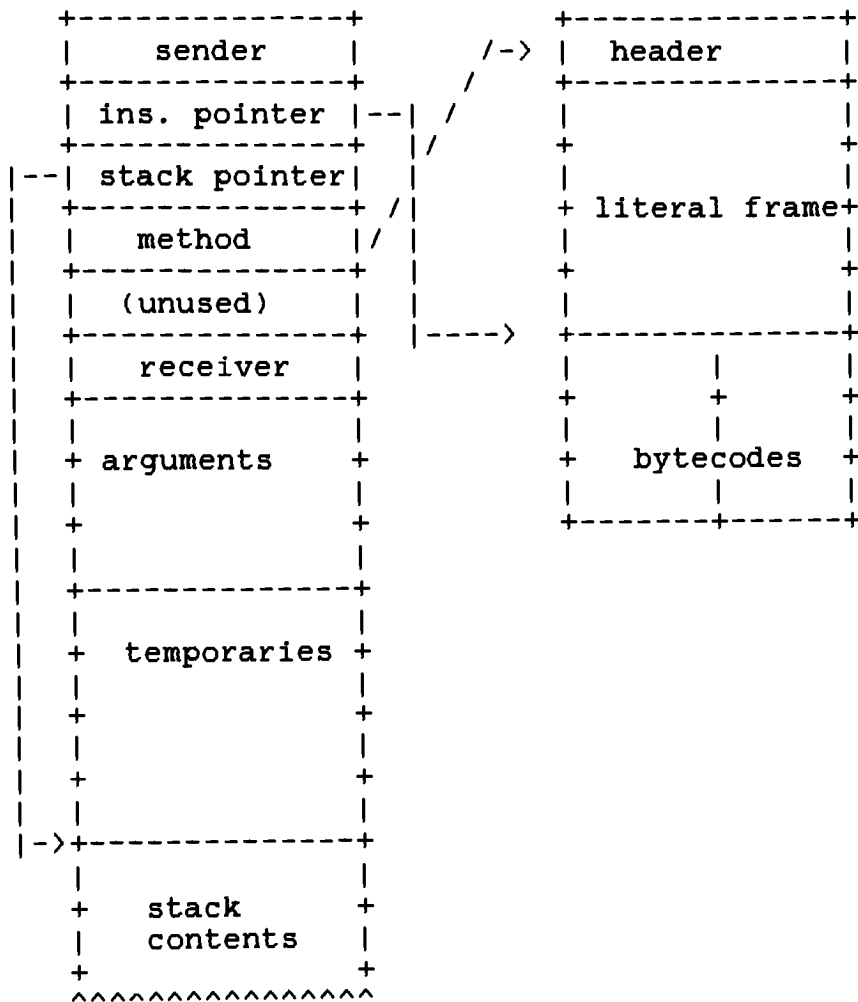 sender
header
ins. pointer
stack pointer
literal frame
method
(unused)
receiver
arguments
bytecodes
temporaries
stack
contents